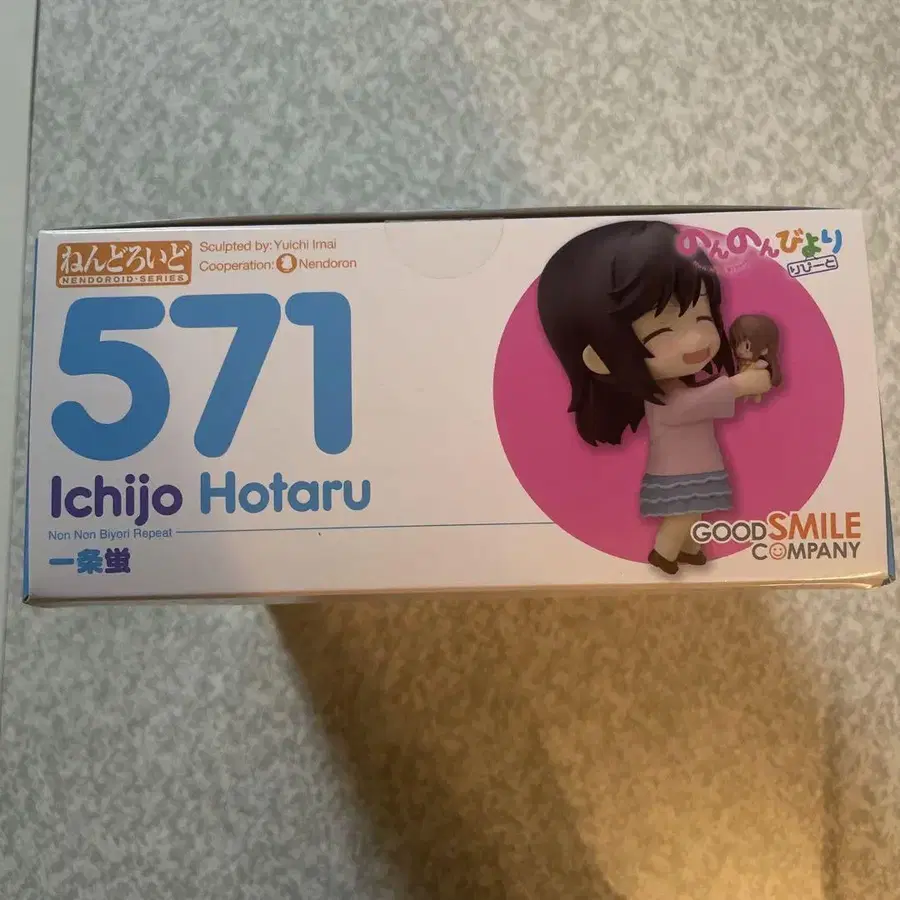 ねんどろいど
NENDOROID·SERIES
Sculpted by: Yuichi Imai
Cooperation: Nendoron
571
Ichijo Hotaru
Non Non Biyori Repeat
一条蛍
のんのんびより
りぴーと
GOOD SMILE
COMPANY